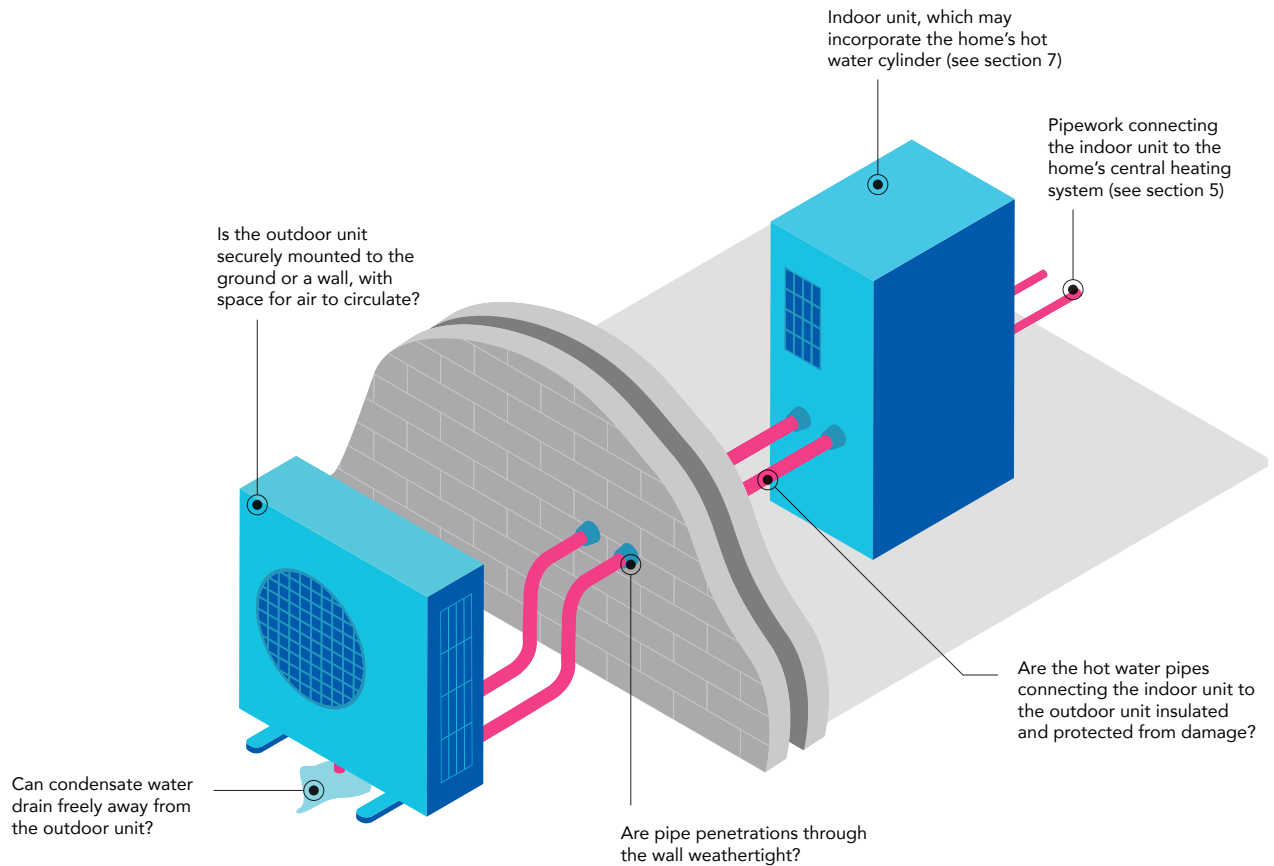 Indoor unit, which may
incorporate the home’s hot
water cylinder (see section 7)
Pipework connecting
the indoor unit to the
home’s central heating
system (see section 5)
Is the outdoor unit
securely mounted to the
ground or a wall, with
space for air to circulate?
Are the hot water pipes
connecting the indoor unit to
the outdoor unit insulated
and protected from damage?
Can condensate water
drain freely away from
the outdoor unit?
Are pipe penetrations through
the wall weathertight?